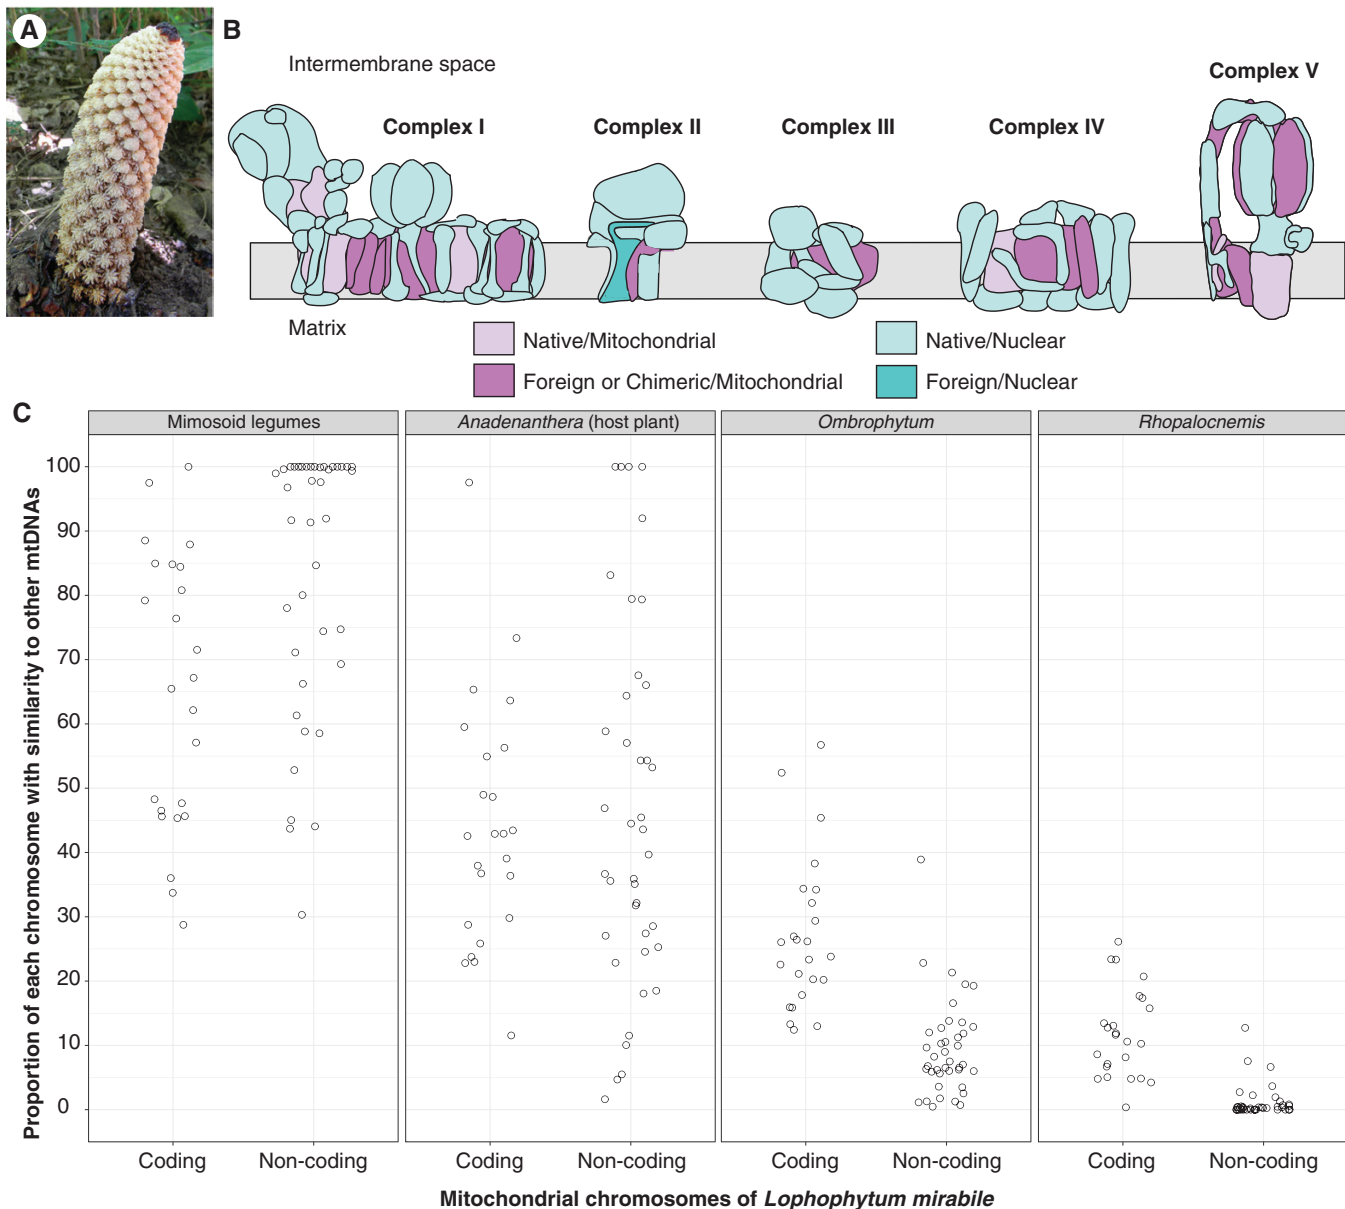 A
B
Intermembrane space
Complex I
Complex II
Complex III
Complex IV
Complex V
Matrix
Native/Mitochondrial
Native/Nuclear
Foreign or Chimeric/Mitochondrial
Foreign/Nuclear
C
Mimosoid legumes
Anadenanthera (host plant)
Ombrophytum
Rhopalocnemis
Proportion of each chromosome with similarity to other mtDNAs
100
90
80
70
60
50
40
30
20
10
0
Coding Non-coding
Coding Non-coding
Coding Non-coding
Coding Non-coding
Mitochondrial chromosomes of Lophophytum mirabile